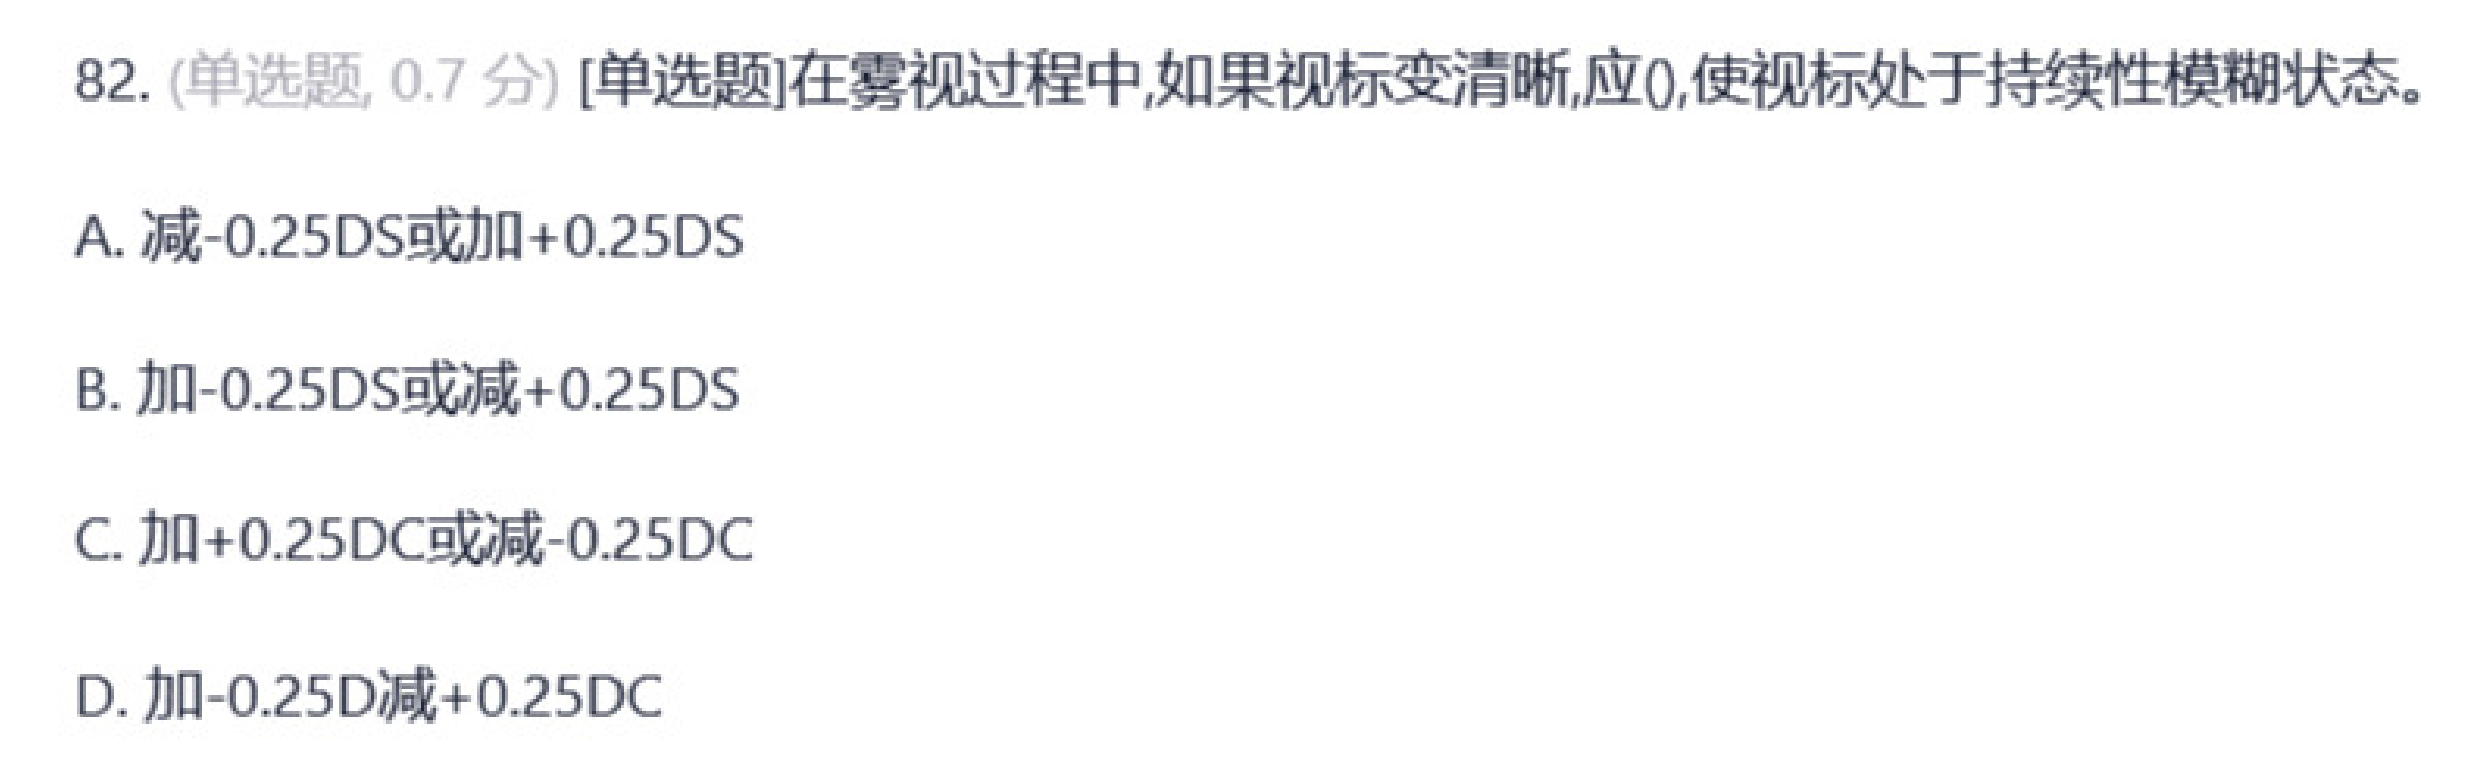 82. (单选题, 0.7 分) [单选题]在雾视过程中,如果视标变清晰,应(),使视标处于持续性模糊状态。
A. 减-0.25DS或加+0.25DS
B. 加-0.25DS或减+0.25DS
C. 加+0.25DC或减-0.25DC
D. 加-0.25D减+0.25DC